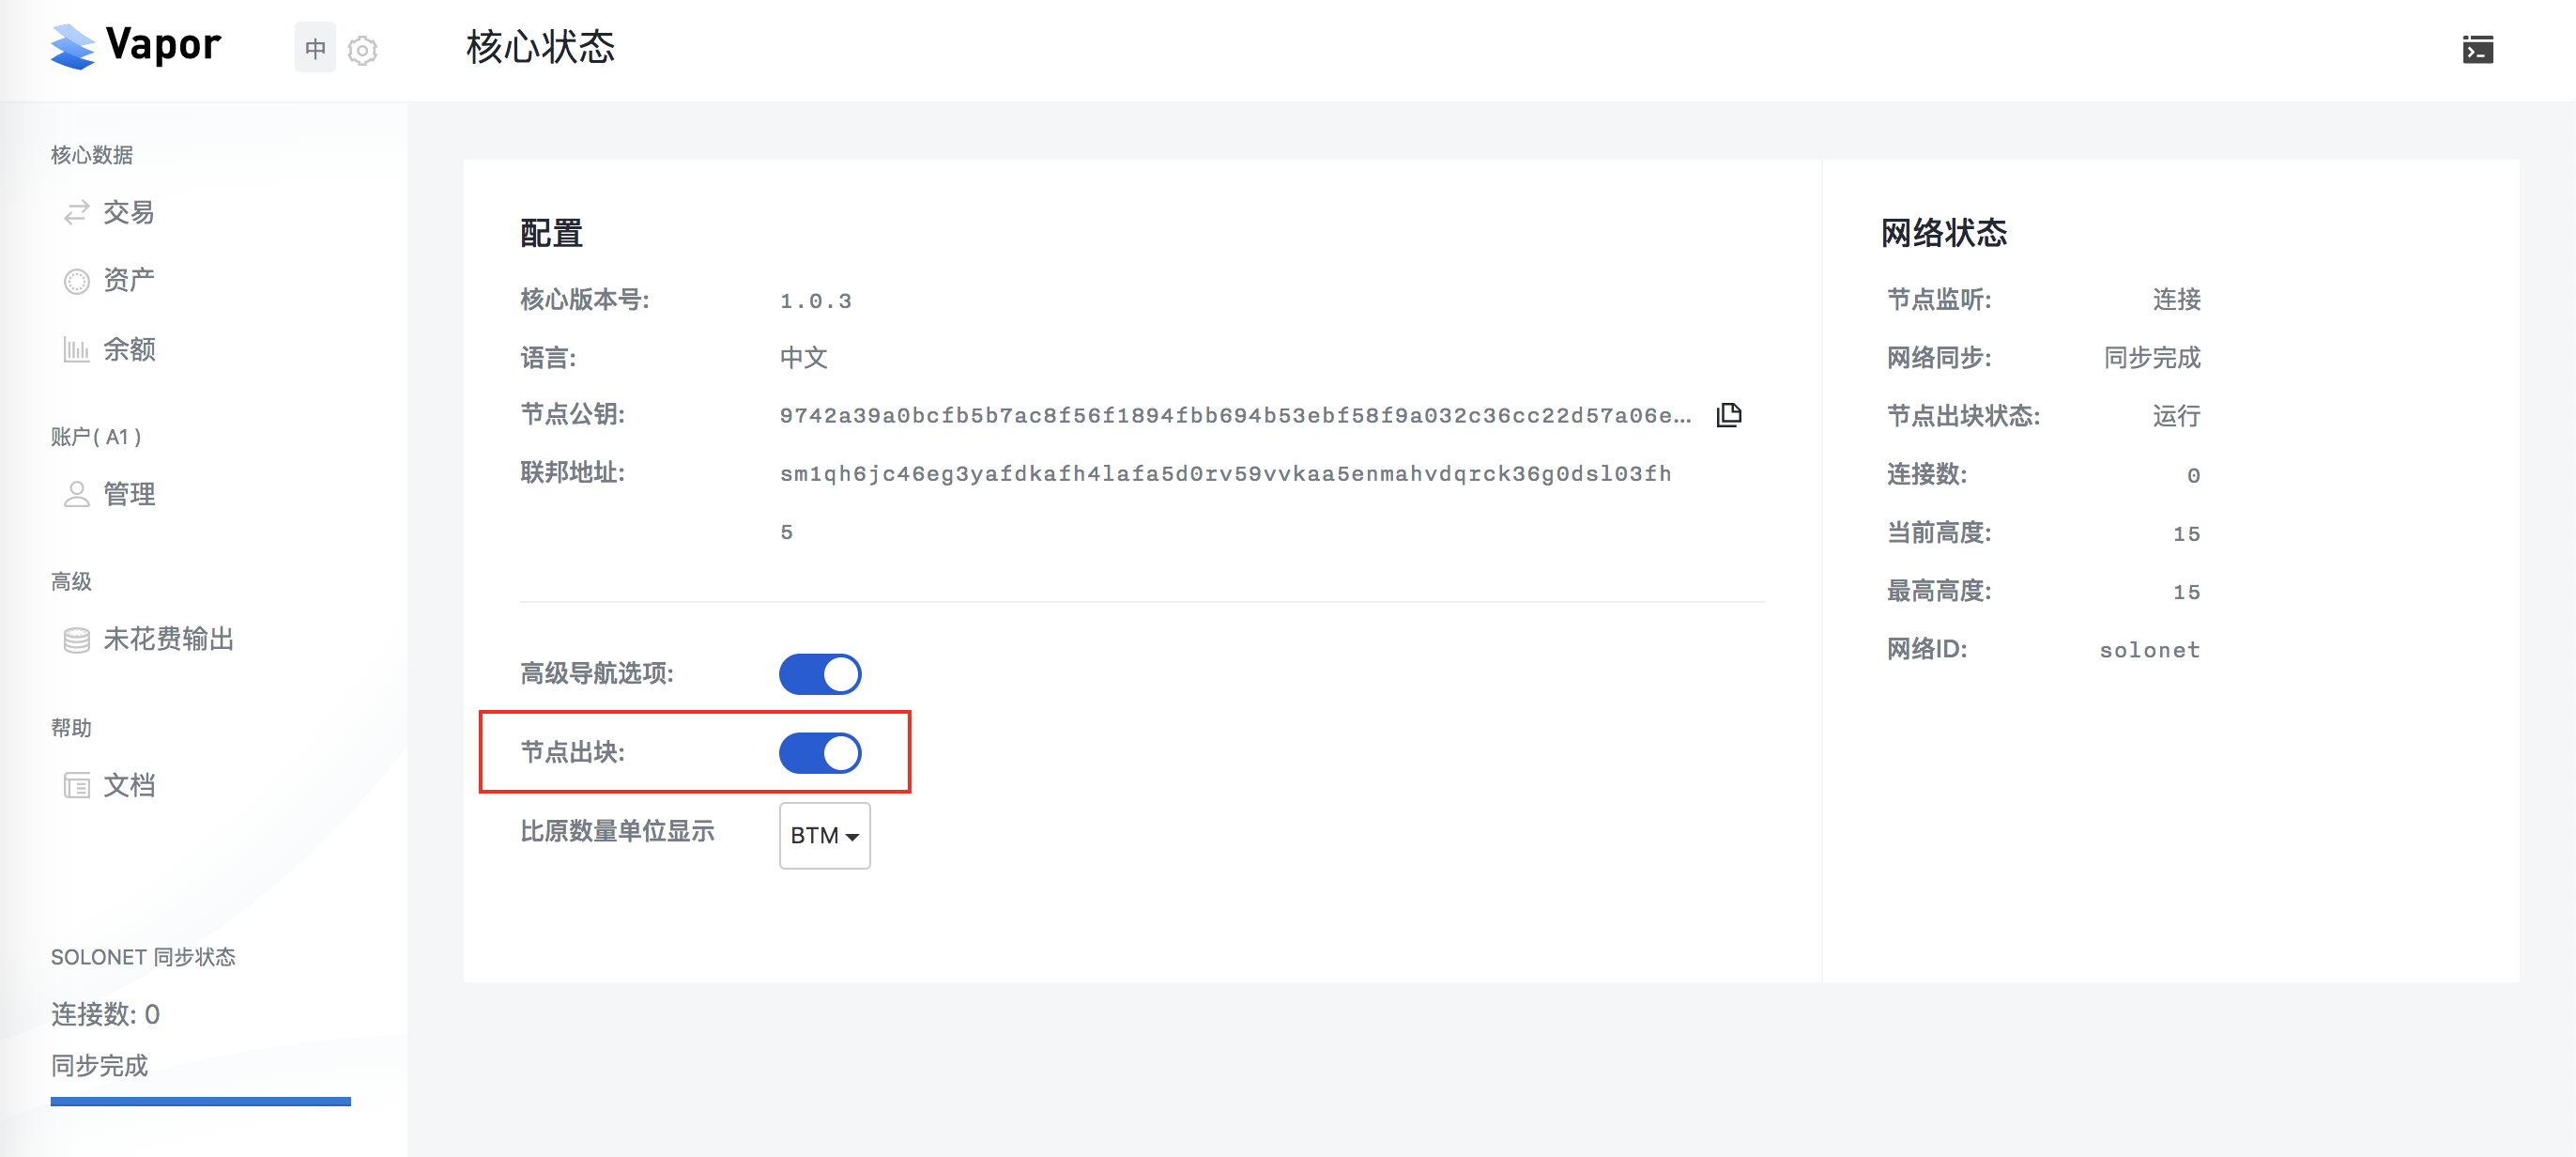 Vapor
中
核心状态
核心数据
交易
资产
余额
账户( A1 )
管理
高级
未花费输出
帮助
文档
SOLONET 同步状态
连接数: 0
同步完成
配置
核心版本号: 1.0.3
语言: 中文
节点公钥: 9742a39a0bcfb5b7ac8f56f1894fbb694b53ebf58f9a032c36cc22d57a06e...
联邦地址: sm1qh6jc46eg3yafdkafh4lafa5d0rv59vvkaa5enmahvdqrck36g0dsl03fh
5
高级导航选项:
节点出块:
比原数量单位显示 BTM
网络状态
节点监听: 连接
网络同步: 同步完成
节点出块状态: 运行
连接数: 0
当前高度: 15
最高高度: 15
网络ID: solonet